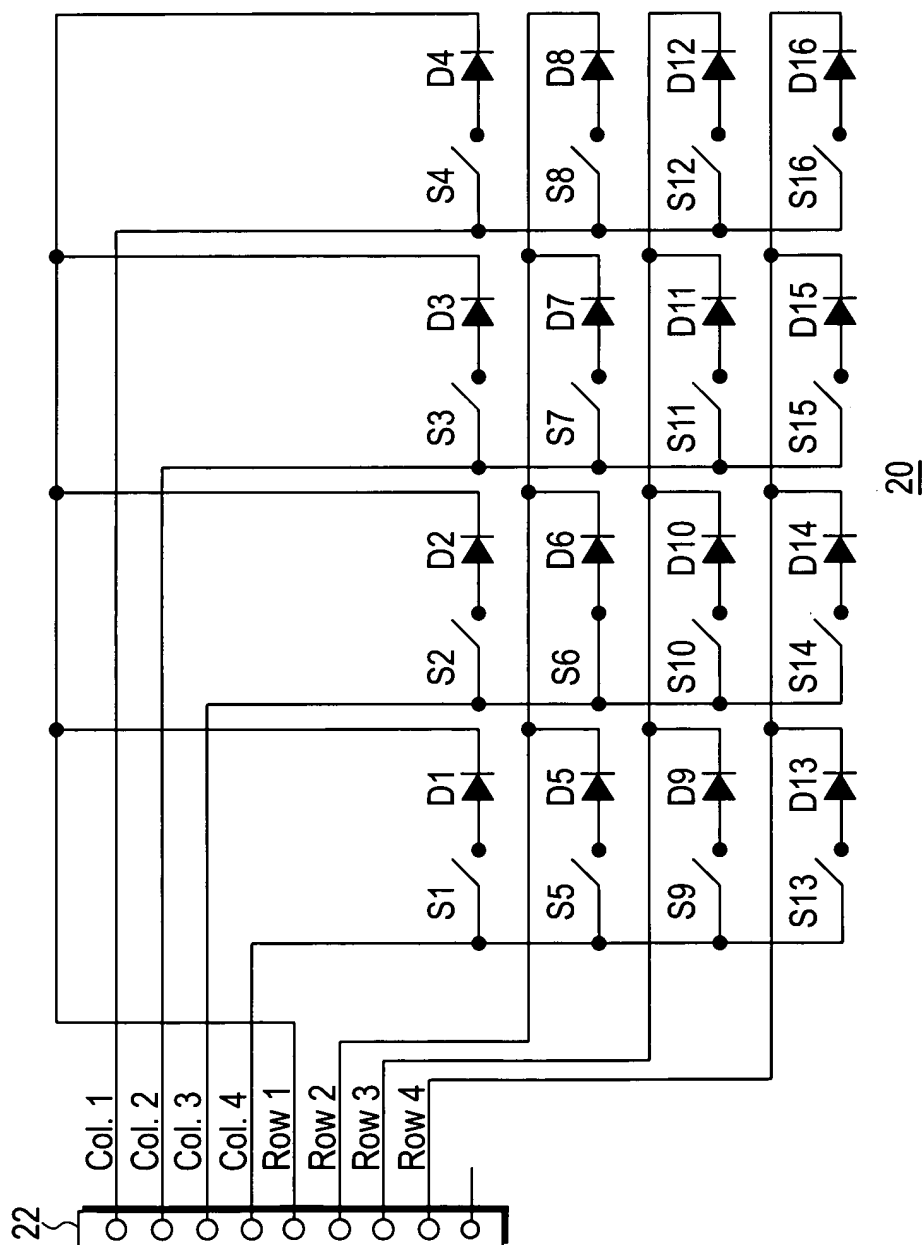 22
Col. 1
Col. 2
Col. 3
Col. 4
Row 1
Row 2
Row 3
Row 4
S1 D1 S2 D2 S3 D3 S4 D4
S5 D5 S6 D6 S7 D7 S8 D8
S9 D9 S10 D10 S11 D11 S12 D12
S13 D13 S14 D14 S15 D15 S16 D16
20